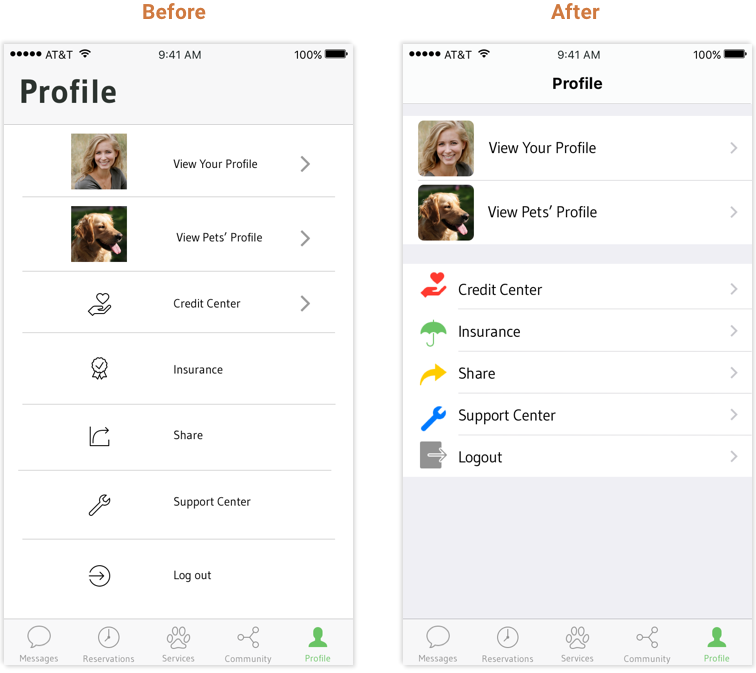 Before
AT&T 9:41 AM 100%
Profile
View Your Profile
View Pets’ Profile
Credit Center
Insurance
Share
Support Center
Log out
Messages Reservations Services Community Profile
After
AT&T 9:41 AM 100%
Profile
View Your Profile
View Pets’ Profile
Credit Center
Insurance
Share
Support Center
Logout
Messages Reservations Services Community Profile